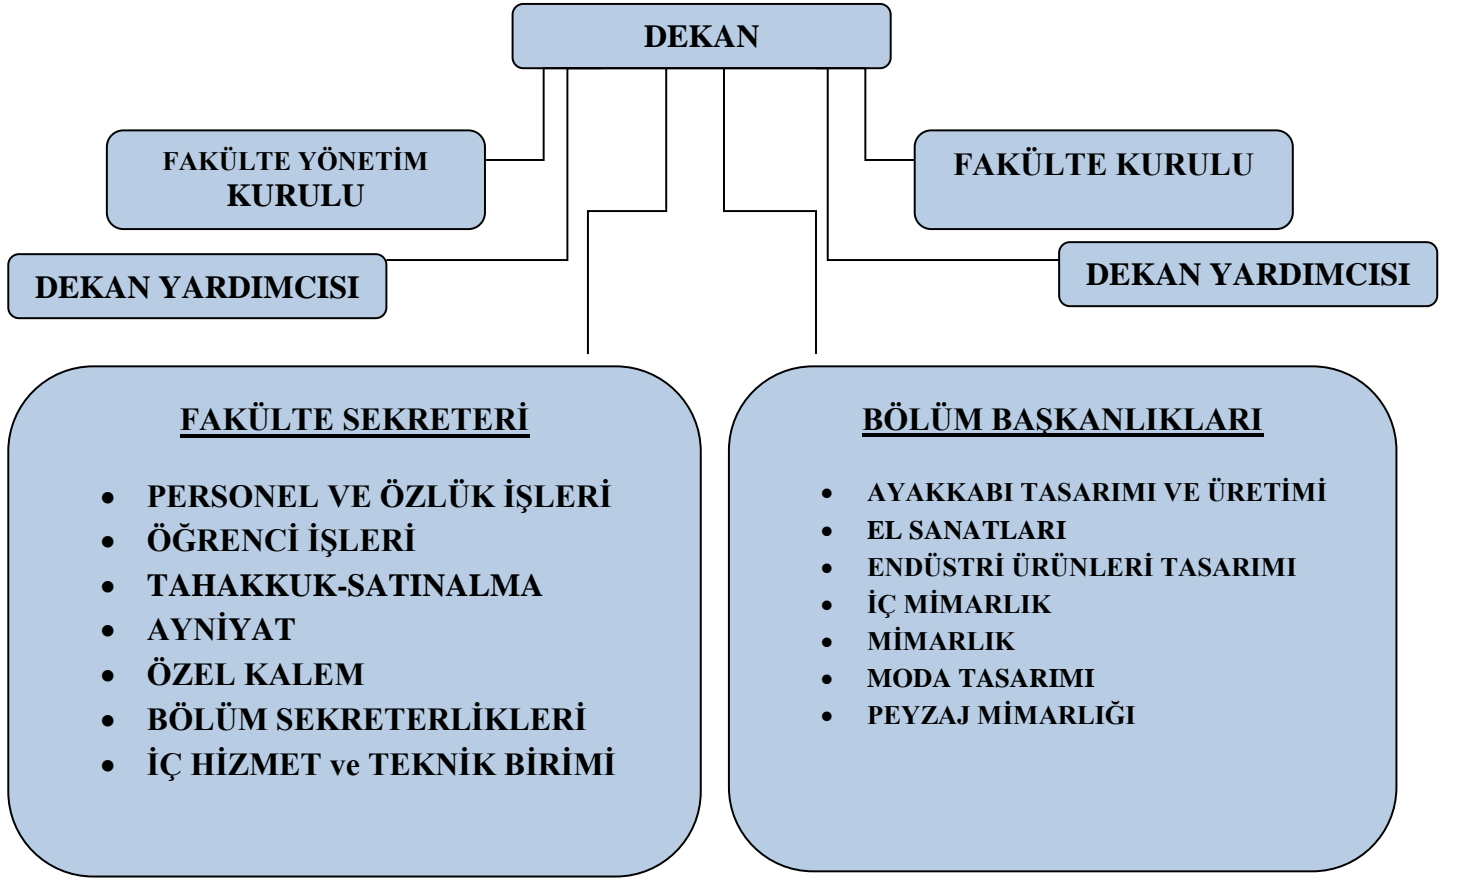 DEKAN
FAKÜLTE YÖNETİM
KURULU
FAKÜLTE KURULU
DEKAN YARDIMCISI
DEKAN YARDIMCISI
FAKÜLTE SEKRETERİ
• PERSONEL VE ÖZLÜK İŞLERİ
• ÖĞRENCİ İŞLERİ
• TAHAKKUK-SATINALMA
• AYNİYAT
• ÖZEL KALEM
• BÖLÜM SEKRETERLİKLERİ
• İÇ HİZMET ve TEKNİK BİRİMİ
BÖLÜM BAŞKANLIKLARI
• AYAKKABI TASARIMI VE ÜRETİMİ
• EL SANATLARI
• ENDÜSTRİ ÜRÜNLERİ TASARIMI
• İÇ MİMARLIK
• MİMARLIK
• MODA TASARIMI
• PEYZAJ MİMARLIĞI